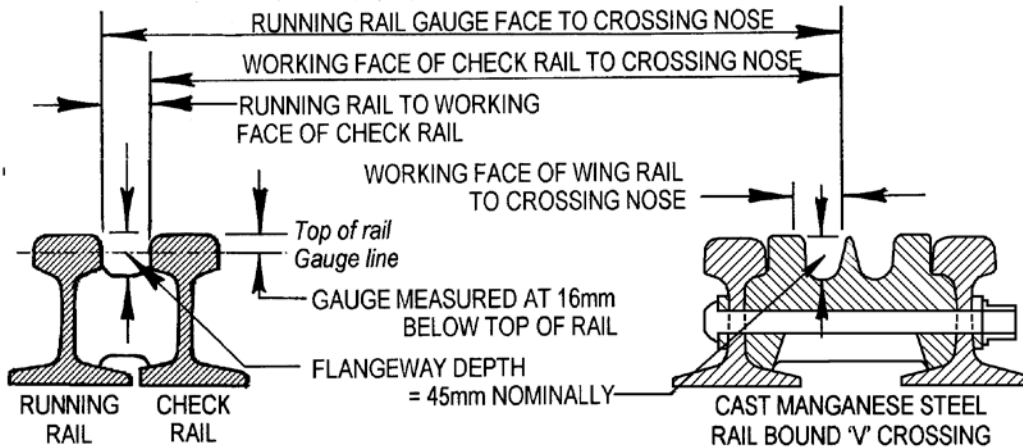 RUNNING RAIL GAUGE FACE TO CROSSING NOSE
WORKING FACE OF CHECK RAIL TO CROSSING NOSE
RUNNING RAIL TO WORKING
FACE OF CHECK RAIL
WORKING FACE OF WING RAIL
TO CROSSING NOSE
Top of rail
Gauge line
GAUGE MEASURED AT 16mm
BELOW TOP OF RAIL
FLANGEWAY DEPTH
= 45mm NOMINALLY
RUNNING
RAIL
CHECK
RAIL
CAST MANGANESE STEEL
RAIL BOUND ‘V’ CROSSING